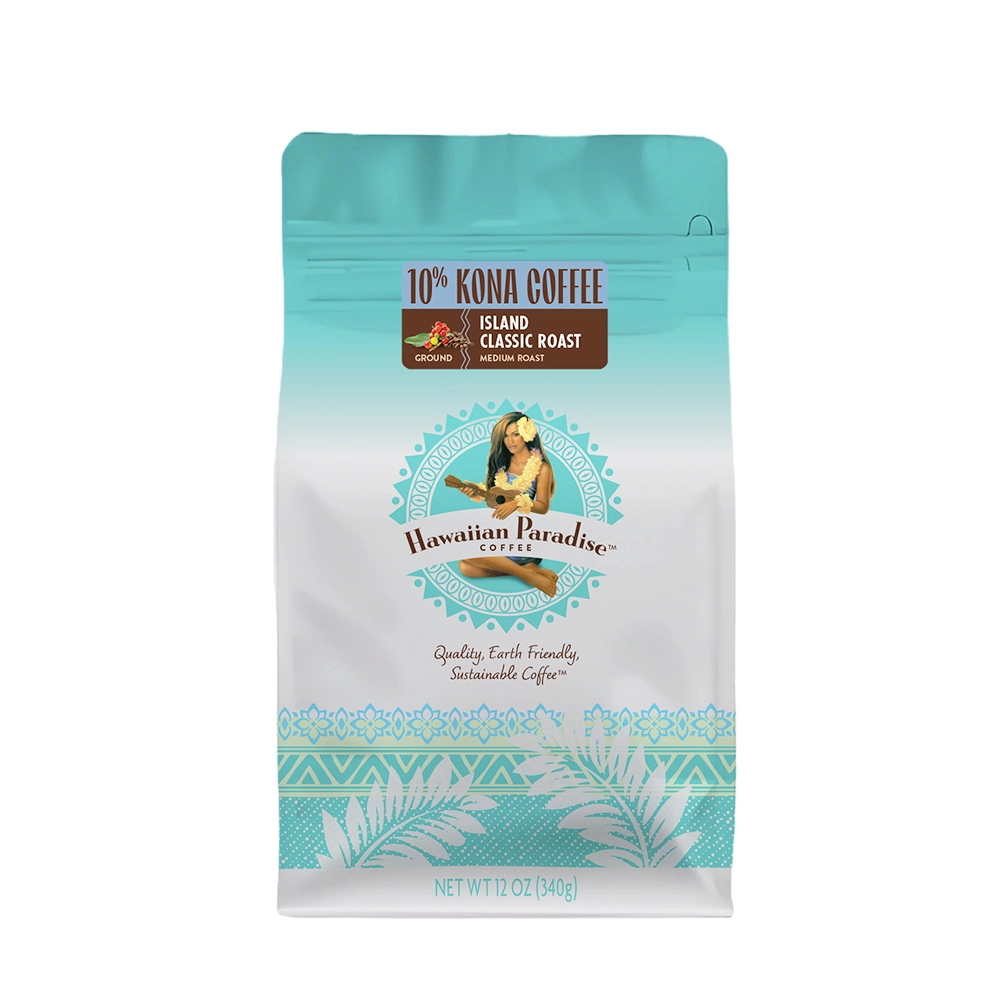 10% KONA COFFEE
ISLAND
CLASSIC ROAST
GROUND
MEDIUM ROAST
Hawaiian Paradise™
COFFEE
Quality, Earth Friendly,
Sustainable Coffee™
NET WT 12 OZ (340g)